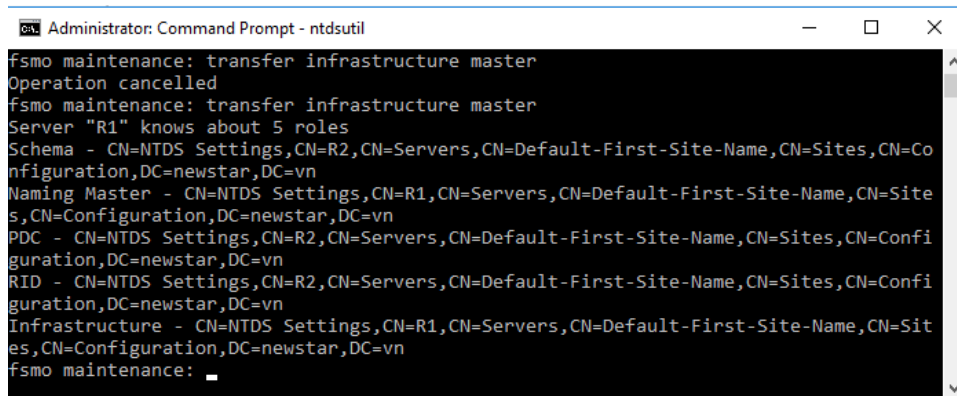 Administrator: Command Prompt - ntdsutil
fsmo maintenance: transfer infrastructure master
Operation cancelled
fsmo maintenance: transfer infrastructure master
Server "R1" knows about 5 roles
Schema - CN=NTDS Settings,CN=R2,CN=Servers,CN=Default-First-Site-Name,CN=Sites,CN=Co
nfiguration,DC=newstar,DC=vn
Naming Master - CN=NTDS Settings,CN=R1,CN=Servers,CN=Default-First-Site-Name,CN=Site
s,CN=Configuration,DC=newstar,DC=vn
PDC - CN=NTDS Settings,CN=R2,CN=Servers,CN=Default-First-Site-Name,CN=Sites,CN=Confi
guration,DC=newstar,DC=vn
RID - CN=NTDS Settings,CN=R2,CN=Servers,CN=Default-First-Site-Name,CN=Sites,CN=Confi
guration,DC=newstar,DC=vn
Infrastructure - CN=NTDS Settings,CN=R1,CN=Servers,CN=Default-First-Site-Name,CN=Sit
es,CN=Configuration,DC=newstar,DC=vn
fsmo maintenance: